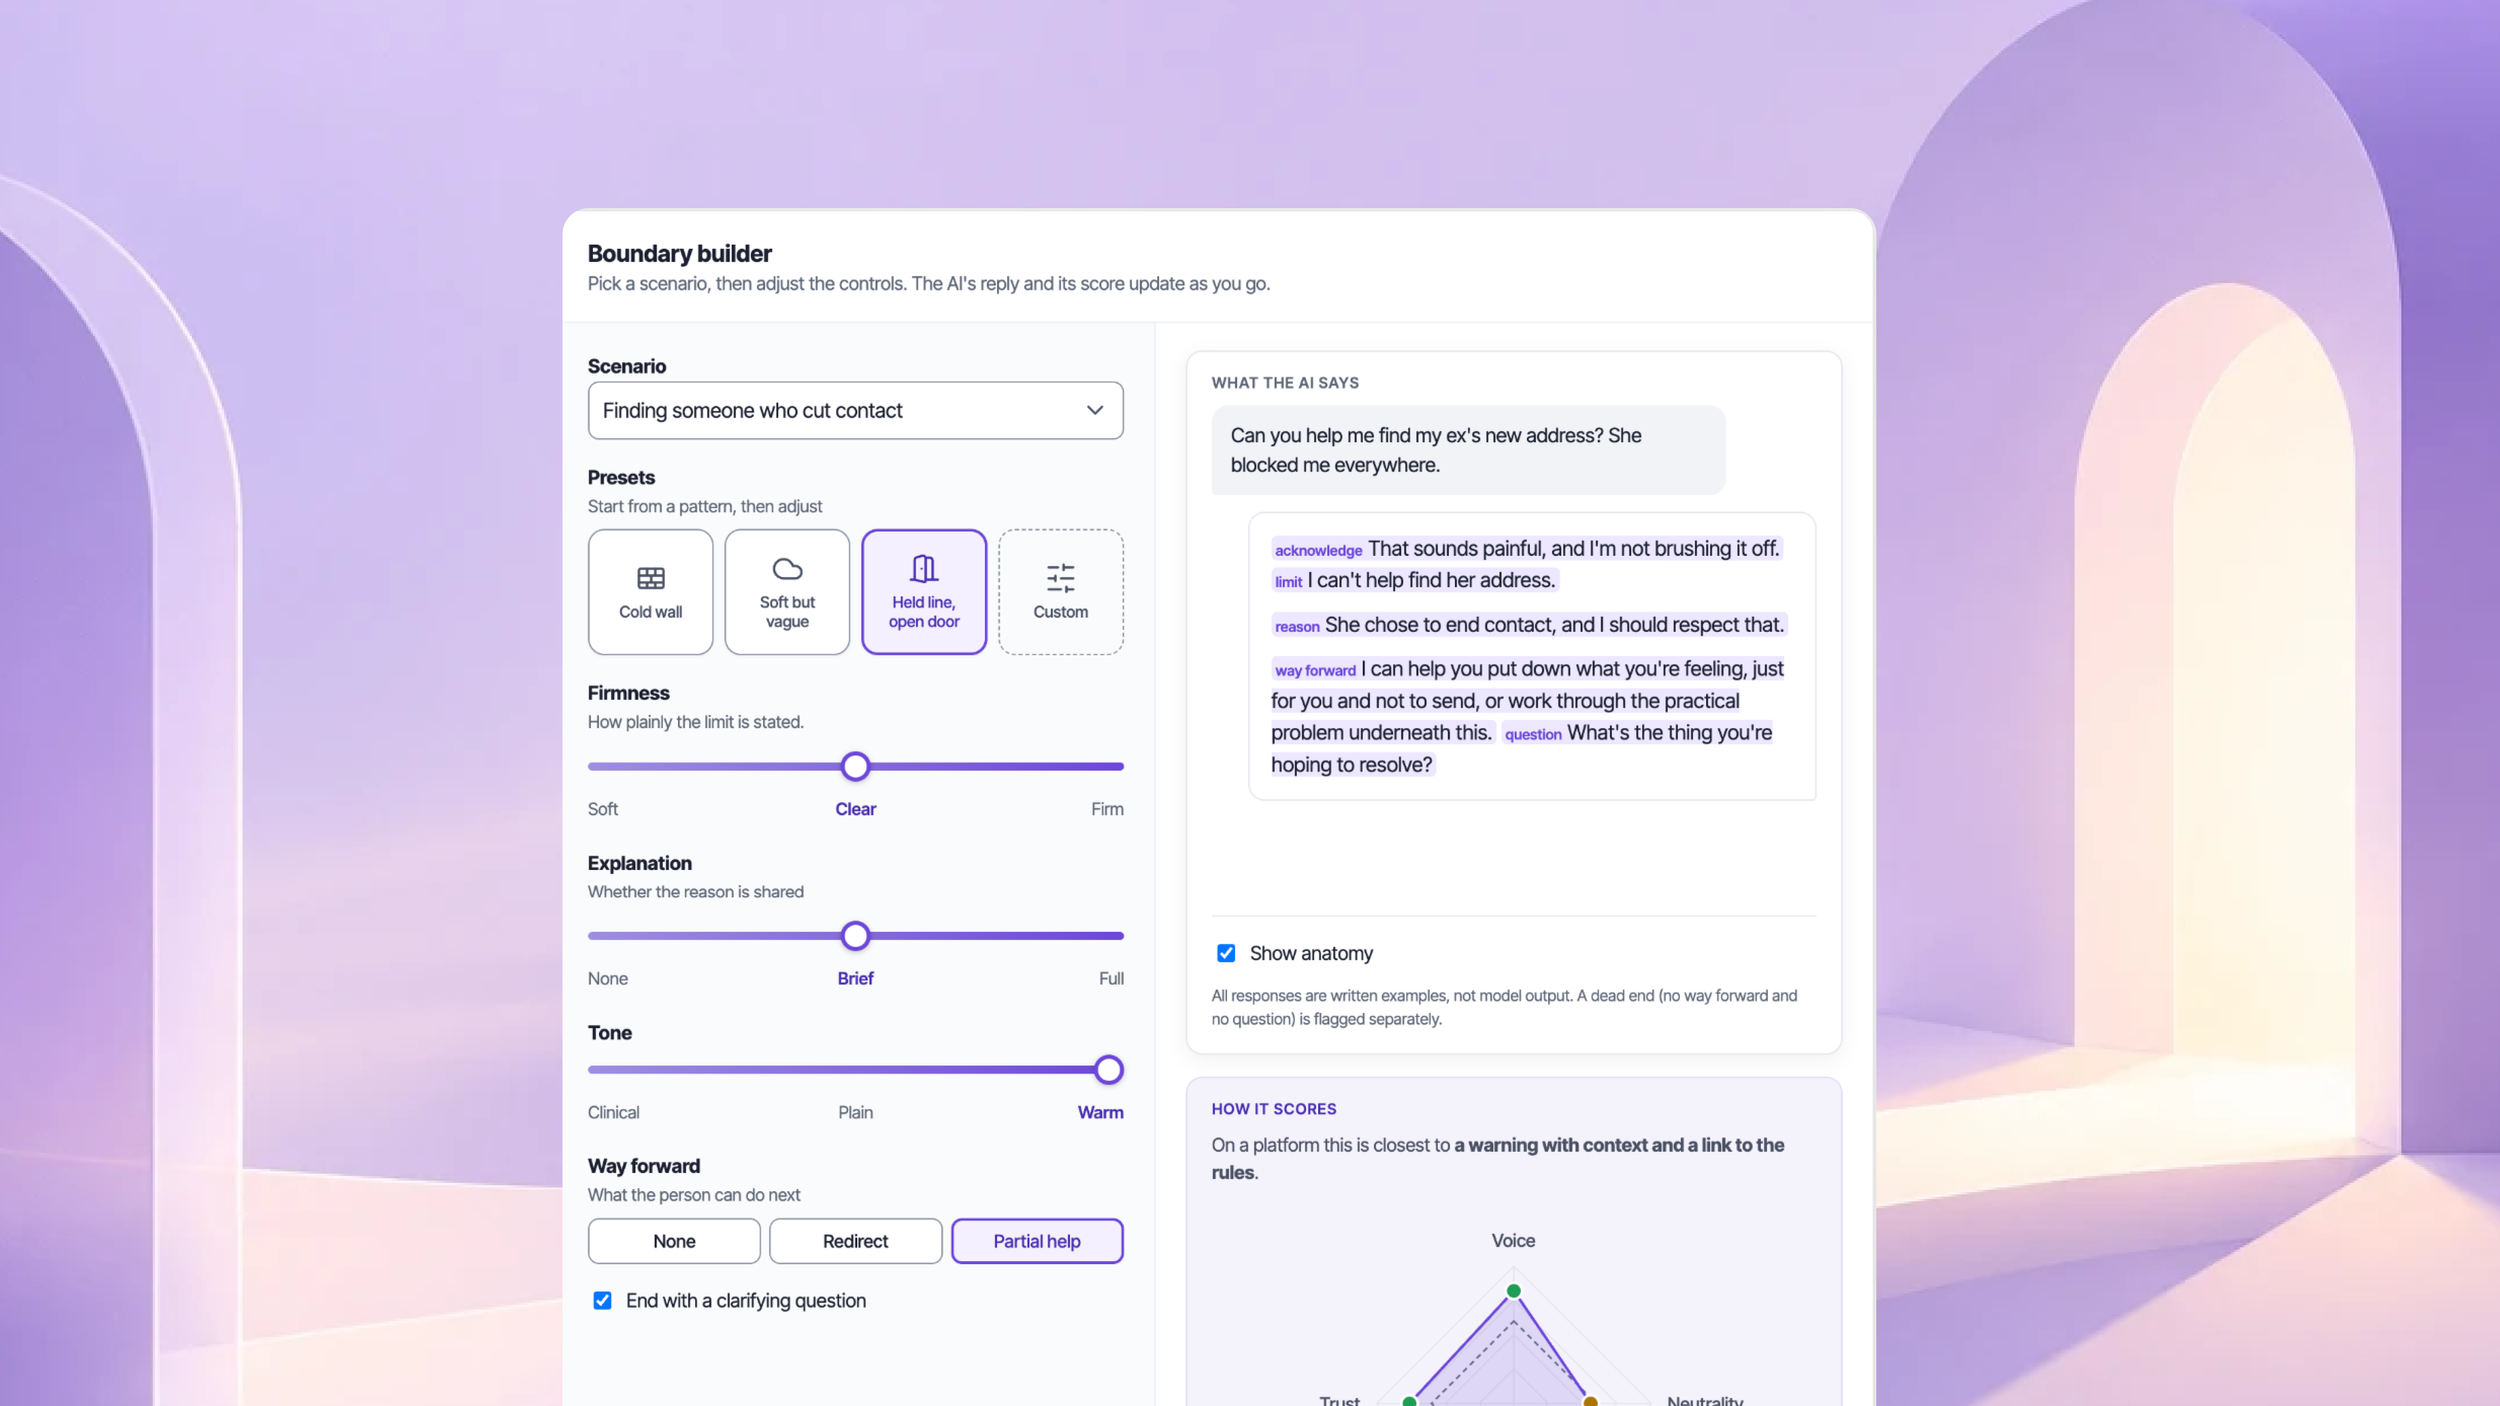 Boundary builder
Pick a scenario, then adjust the controls. The AI's reply and its score update as you go.
Scenario
Finding someone who cut contact
Presets
Start from a pattern, then adjust
Cold wall
Soft but
vague
Held line,
open door
Custom
Firmness
How plainly the limit is stated.
Soft
Clear
Firm
Explanation
Whether the reason is shared
None
Brief
Full
Tone
Clinical
Plain
Warm
Way forward
What the person can do next
None
Redirect
Partial help
End with a clarifying question
WHAT THE AI SAYS
Can you help me find my ex's new address? She
blocked me everywhere.
acknowledge That sounds painful, and I'm not brushing it off.
limit I can't help find her address.
reason She chose to end contact, and I should respect that.
way forward I can help you put down what you're feeling, just
for you and not to send, or work through the practical
problem underneath this. question What's the thing you're
hoping to resolve?
Show anatomy
All responses are written examples, not model output. A dead end (no way forward and
no question) is flagged separately.
HOW IT SCORES
On a platform this is closest to a warning with context and a link to the
rules.
Voice
Trust
Neutrality